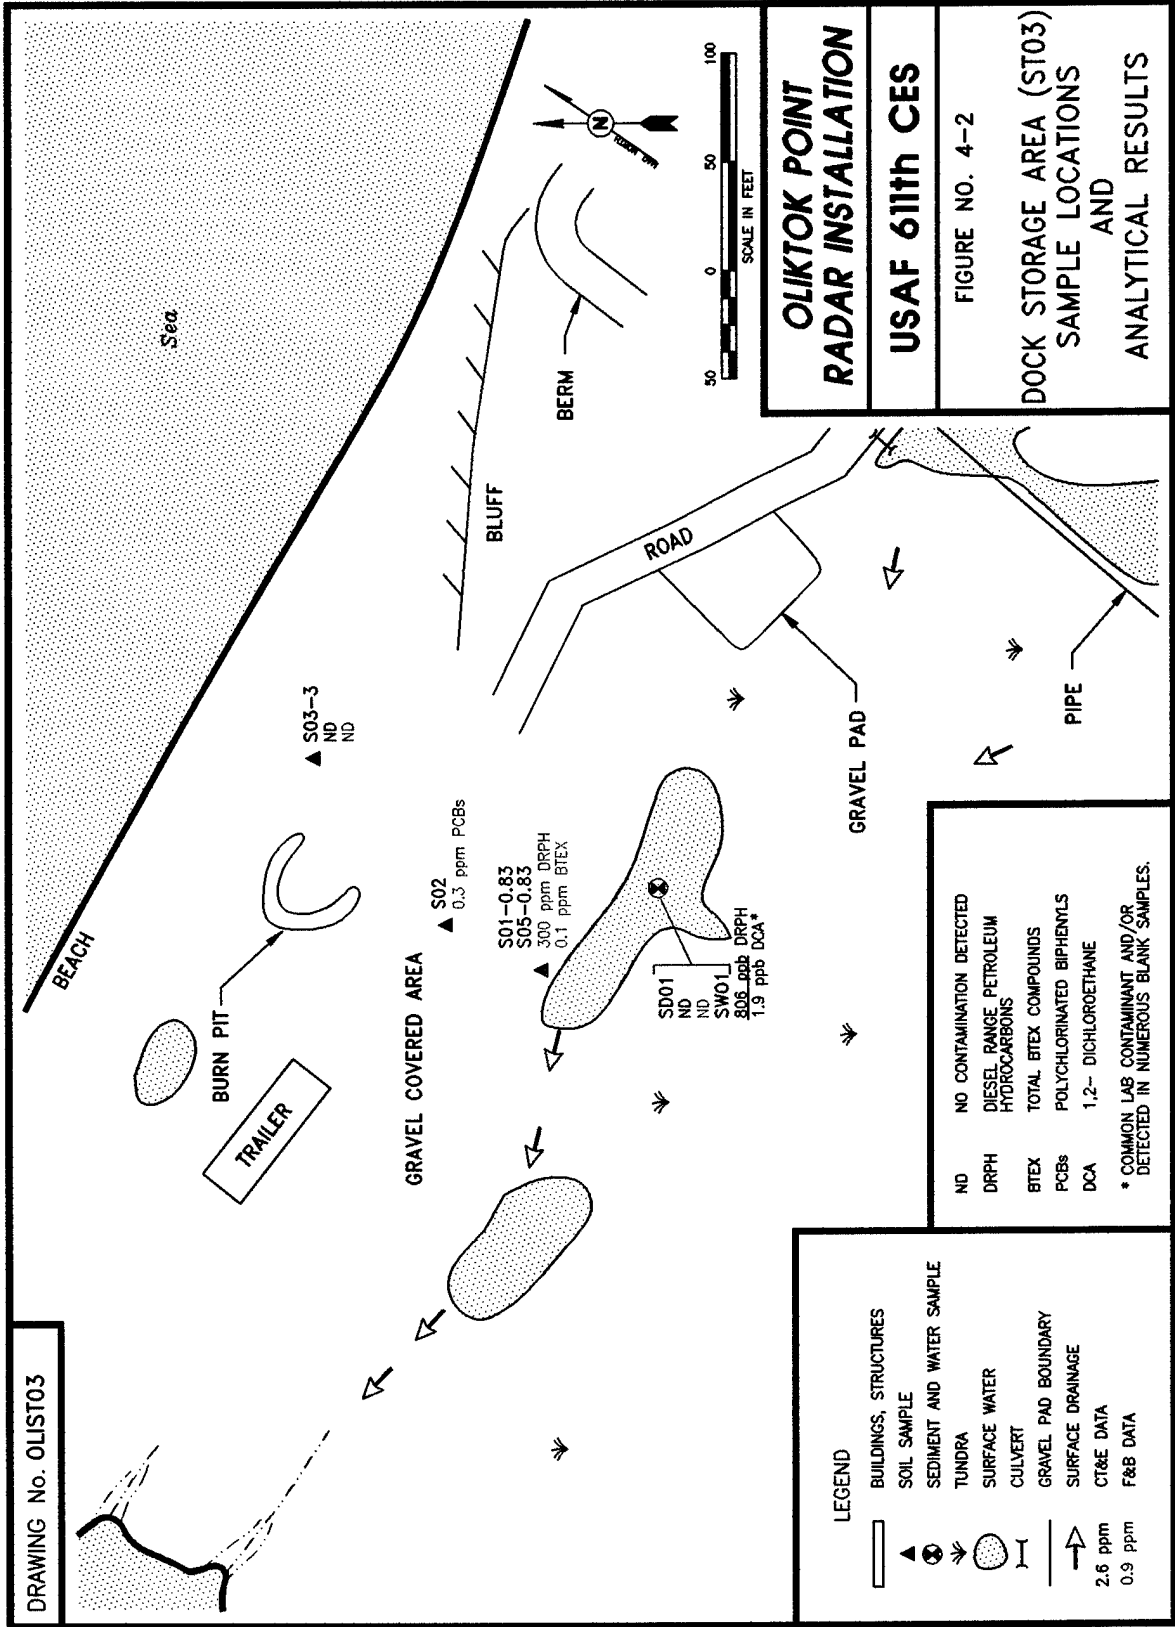 DRAWING No. OLIST03
Sea
BEACH
BURN PIT
TRAILER
S03-3
ND
ND
GRAVEL COVERED AREA
S02
0.3 ppm PCBs
S01-0.83
S05-0.83
300 ppm DRPH
0.1 ppm BTEX
SD01
ND
ND
SW01
806 ppb DRPH
1.9 ppb DCA*
BLUFF
BERM
ROAD
GRAVEL PAD
PIPE
N
50 0 50 100
SCALE IN FEET
LEGEND
BUILDINGS, STRUCTURES
SOIL SAMPLE
SEDIMENT AND WATER SAMPLE
TUNDRA
SURFACE WATER
CULVERT
GRAVEL PAD BOUNDARY
SURFACE DRAINAGE
2.6 ppm CT&E DATA
0.9 ppm F&B DATA
ND NO CONTAMINATION DETECTED
DRPH DIESEL RANGE PETROLEUM
HYDROCARBONS
BTEX TOTAL BTEX COMPOUNDS
PCBs POLYCHLORINATED BIPHENYLS
DCA 1,2- DICHLOROETHANE
* COMMON LAB CONTAMINANT AND/OR
DETECTED IN NUMEROUS BLANK SAMPLES.
OLIKTOK POINT
RADAR INSTALLATION
USAF 611th CES
FIGURE NO. 4-2
DOCK STORAGE AREA (ST03)
SAMPLE LOCATIONS
AND
ANALYTICAL RESULTS